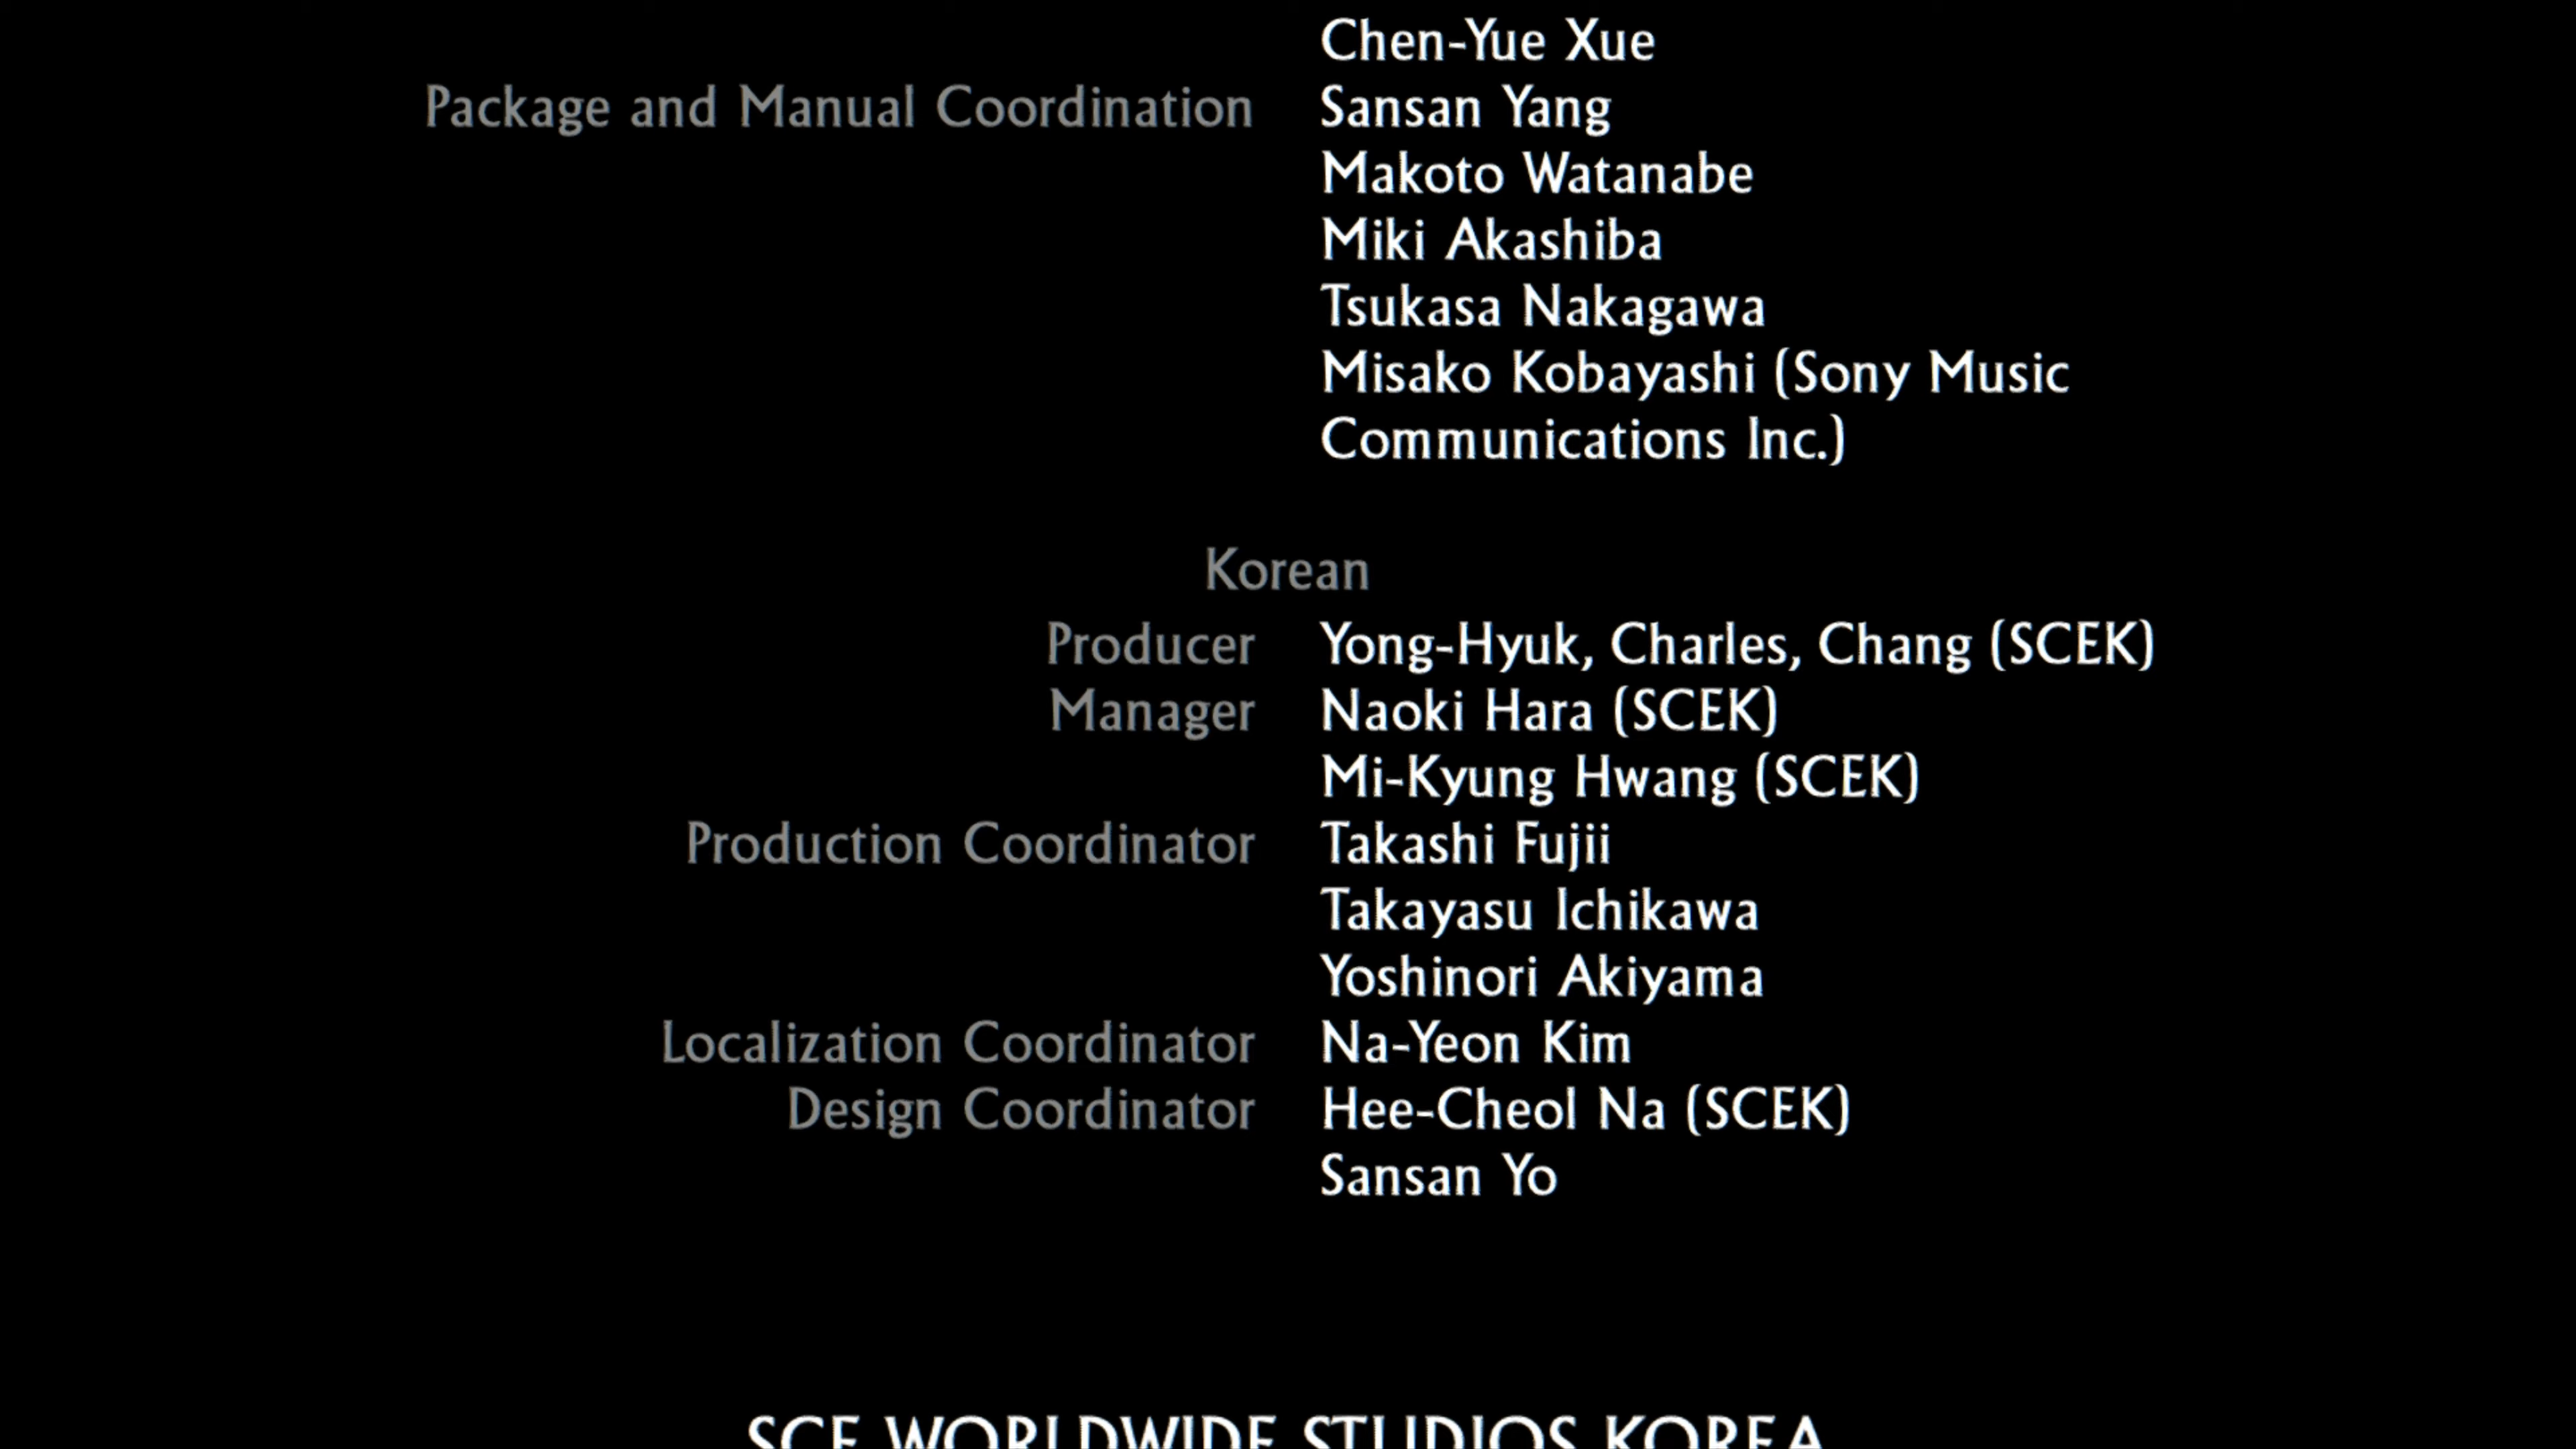 Chen-Yue Xue
Package and Manual Coordination Sansan Yang
Makoto Watanabe
Miki Akashiba
Tsukasa Nakagawa
Misako Kobayashi (Sony Music
Communications Inc.)
Korean
Producer Yong-Hyuk, Charles, Chang (SCEK)
Manager Naoki Hara (SCEK)
Mi-Kyung Hwang (SCEK)
Production Coordinator Takashi Fujii
Takayasu Ichikawa
Yoshinori Akiyama
Localization Coordinator Na-Yeon Kim
Design Coordinator Hee-Cheol Na (SCEK)
Sansan Yo
SCE WORLDWIDE STUDIOS KOREA